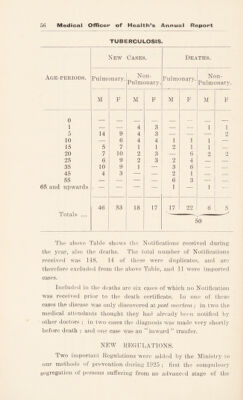 56 Medical Officer of Health's Annual Report
TUBERCULOSIS.
New Cases. Deaths.
Age-Periods. Pulmonary. Non-Pulmonary. Pulmonary. Non-Pulmonary.
M F M F M F M F
0 — — — — — — — —
1 — — 4 3 — — 1 1
5 14 9 4 3 — — — 2
10 — 6 4 4 1 1 1 —
15 5 7 1 1 2 1 1 —
20 7 10 2 3 — 6 2 2
25 6 9 2 3 2 4 — —
35 10 9 1 — 3 6 — —
45 4 3 — — 2 1 — —
55 — — — — 6 3 — —
65 and upwards — — — — 1 — 1 —
Totals ... 46 53 18 17 17 22 6 5
50
The above Table shows the Notifications received during
the year, also the deaths. The total number of Notifications
received was 148. 14 of these were duplicates, and are
therefore excluded from the above Table, and 11 were imported
cases.
Included in the deaths are six cases of which no Notification
was received prior to the death certificate. In one of these
cases the disease was only discovered at post mortem; in two the
medical attendants thought they had already been notified by
other doctors; in two cases the diagnosis was made very shortly
before death; and one case was an "inward" tranfer.
NEW REGULATIONS.
Two important Regulations were added by the Ministry to
our methods of prevention during 1925; first the compulsory
segregation of persons suffering from an advanced stage of the